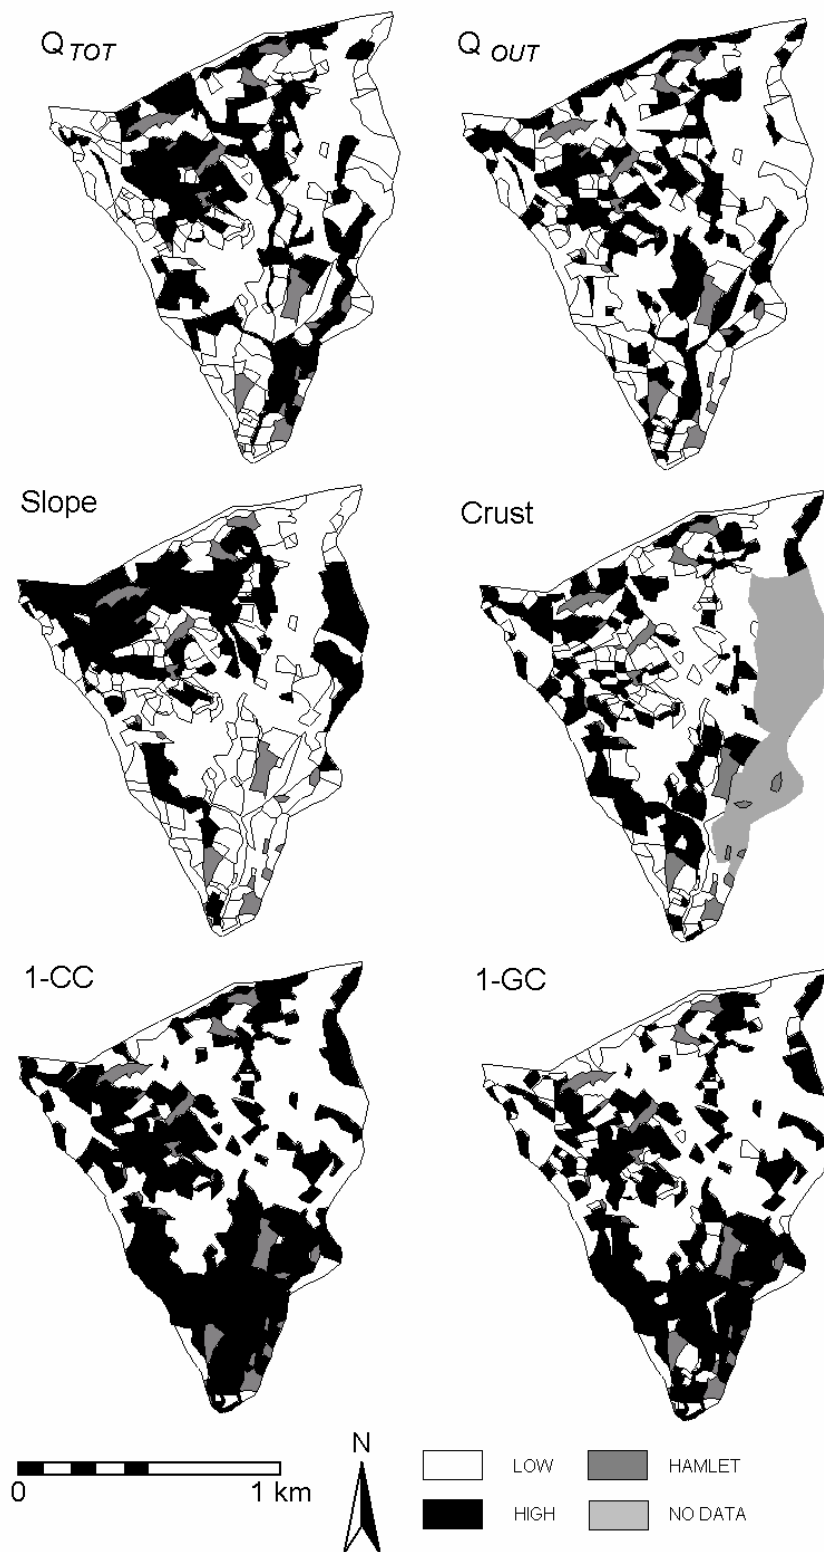 Q TOT
Q OUT
Slope
Crust
1-CC
1-GC
N
LOW
HAMLET
0
1 km
HIGH
NO DATA